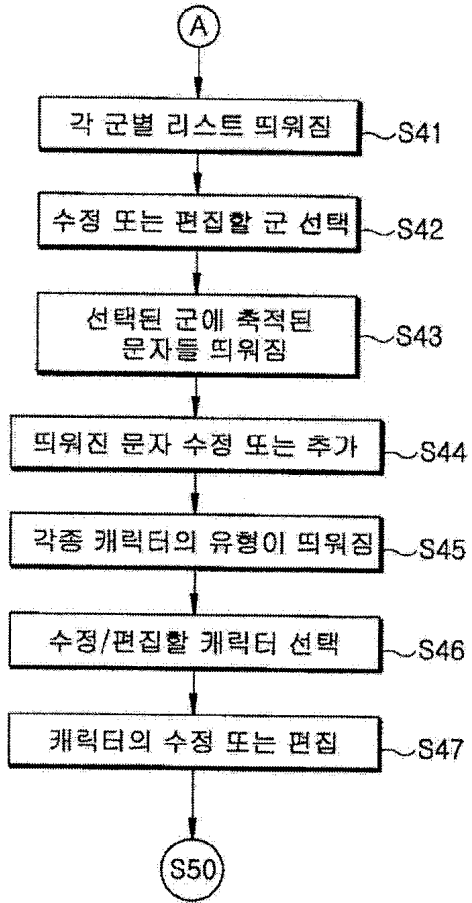 A
각 군별 리스트 띄워짐
S41
수정 또는 편집할 군 선택
S42
선택된 군에 축적된
문자들 띄워짐
S43
띄워진 문자 수정 또는 추가
S44
각종 캐릭터의 유형이 띄워짐
S45
수정/편집할 캐릭터 선택
S46
캐릭터의 수정 또는 편집
S47
S50